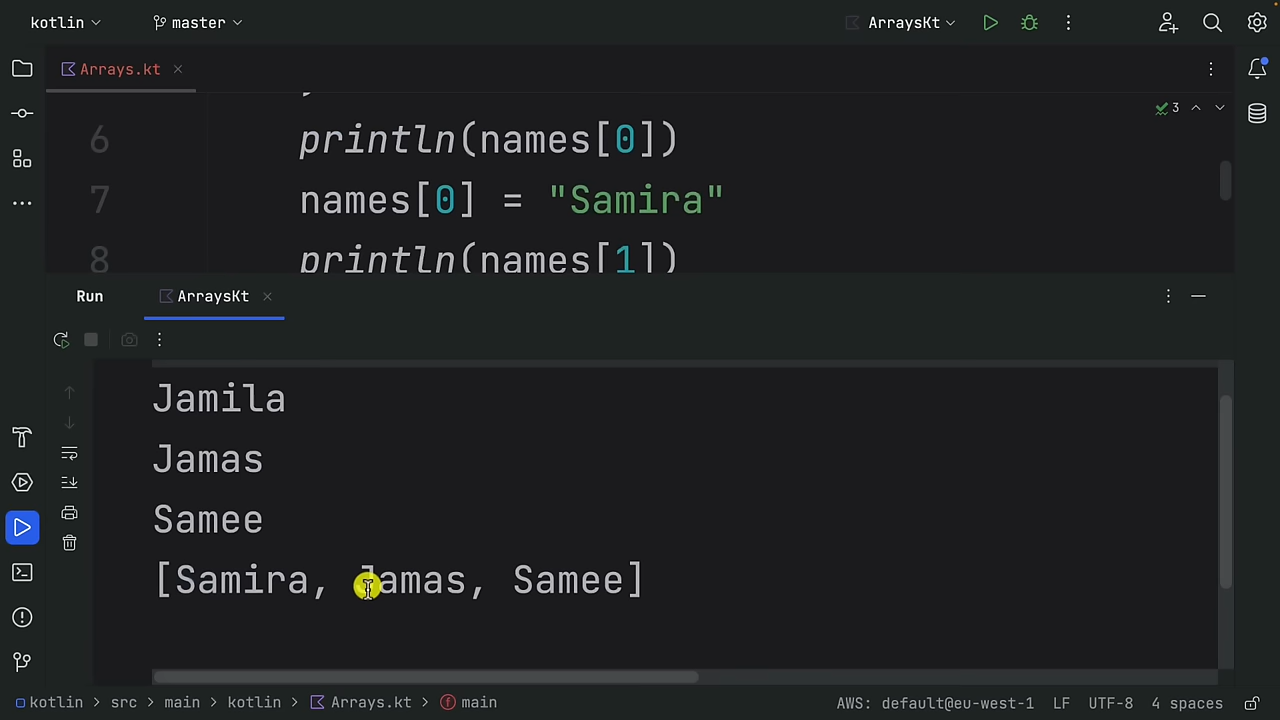 kotlin master ArraysKt
Arrays.kt
3
6 println(names[0])
7 names[0] = "Samira"
8 println(names[1])
Run ArraysKt
Jamila
Jamas
Samee
[Samira, Jamas, Samee]
kotlin > src > main > kotlin > Arrays.kt > main AWS: default@eu-west-1 LF UTF-8 4 spaces